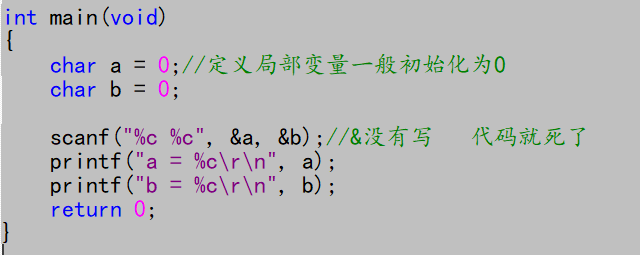 int main(void)
{
    char a = 0;//定义局部变量一般初始化为0
    char b = 0;

    scanf("%c %c", &a, &b);//&没有写   代码就死了
    printf("a = %c\r\n", a);
    printf("b = %c\r\n", b);
    return 0;
}